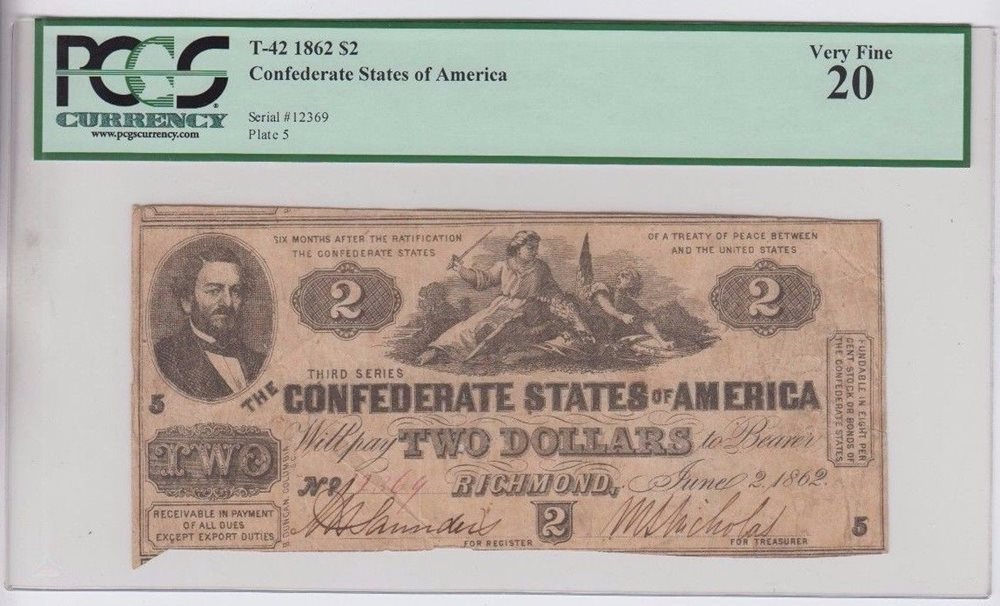 PCGS
CURRENCY
www.pcgscurrency.com
T-42 1862 $2
Confederate States of America
Serial #12369
Plate 5
Very Fine
20
SIX MONTHS AFTER THE RATIFICATION
OF A TREATY OF PEACE BETWEEN
THE CONFEDERATE STATES
AND THE UNITED STATES
2
2
THIRD SERIES
5
THE CONFEDERATE STATES OF AMERICA
Will pay TWO DOLLARS to Bearer
TWO
No 12369 RICHMOND, June 2, 1862.
RECEIVABLE IN PAYMENT
OF ALL DUES
EXCEPT EXPORT DUTIES
B. DUNCAN, COLUMBIA
FOR REGISTER
2
FOR TREASURER
5
FUNDABLE IN EIGHT PER
CENT STOCK OR BONDS OF
THE CONFEDERATE STATES